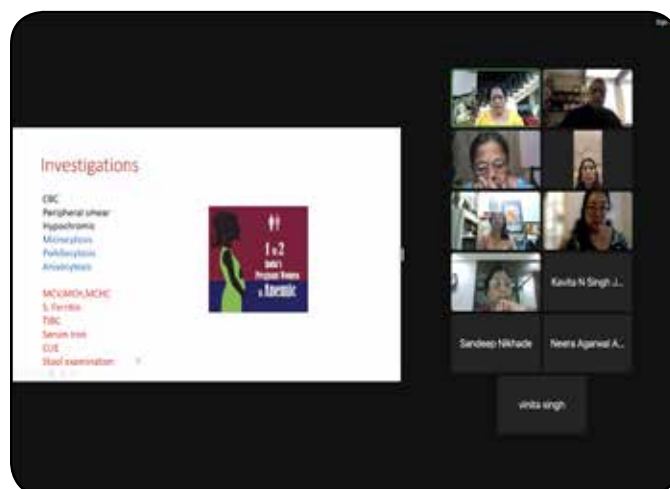 Investigations
CBC
Peripheral smear
Hypochromic
Microcytosis
Poikilocytosis
Anisocytosis
MCV,MCH,MCHC
S. Ferritin
TIBC
Serum Iron
CUE
Stool examination
1 in 2
India's
Pregnant Women
is Anemic
Kavita N Singh J...
Sandeep Nikhade
Neera Agarwal A...
vinita singh